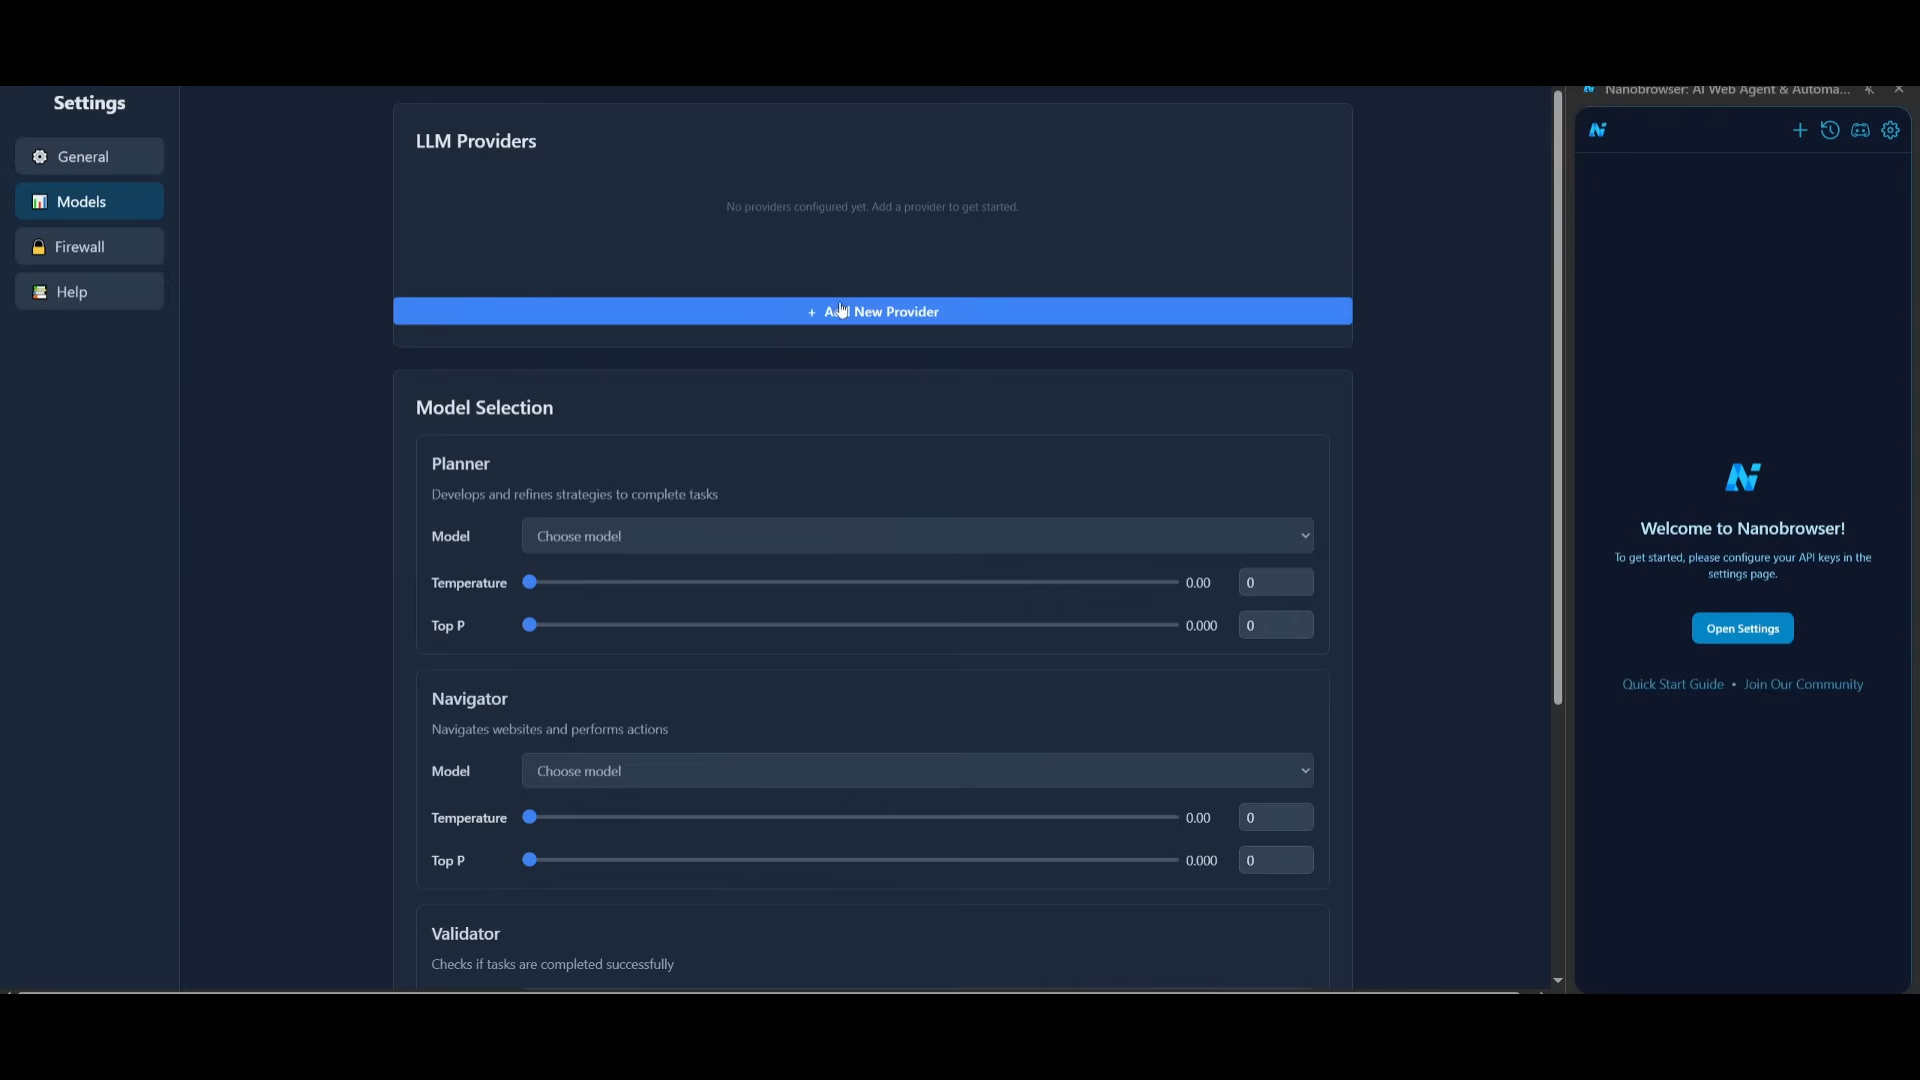 Settings
General
Models
Firewall
Help
LLM Providers
No providers configured yet. Add a provider to get started.
+ Add New Provider
Model Selection
Planner
Develops and refines strategies to complete tasks
Model Choose model
Temperature 0.00 0
Top P 0.000 0
Navigator
Navigates websites and performs actions
Model Choose model
Temperature 0.00 0
Top P 0.000 0
Validator
Checks if tasks are completed successfully
Nanobrowser: AI Web Agent & Automa...
Welcome to Nanobrowser!
To get started, please configure your API keys in the
settings page.
Open Settings
Quick Start Guide • Join Our Community